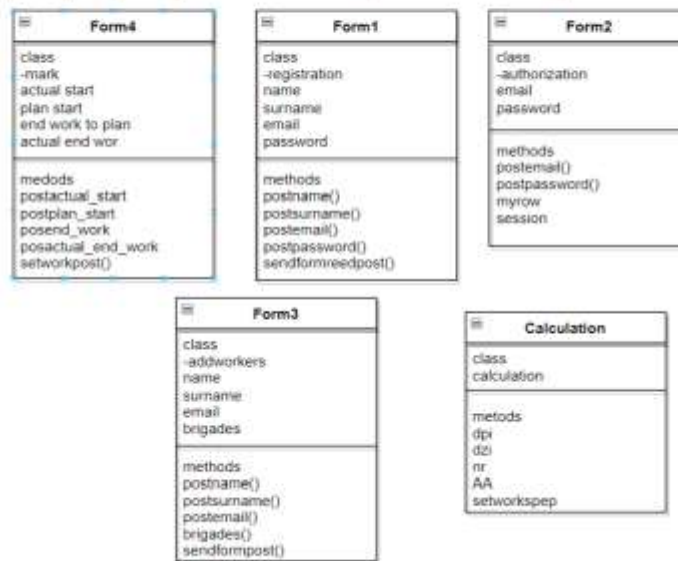 Form4
class
-mark
actual start
plan start
end work to plan
actual end wor
medods
postactual_start
postplan_start
posend_work
posactual_end_work
setworkpost()
Form1
class
-registration
name
surname
email
password
methods
postname()
postsurname()
postemail()
postpassword()
sendformreedpost()
Form2
class
-authorization
email
password
methods
postemail()
postpassword()
myrow
session
Form3
class
-addworkers
name
surname
email
brigades
methods
postname()
postsurname()
postemail()
brigades()
sendformpost()
Calculation
class
calculation
metods
dpi
dzi
nr
AA
setworkspep